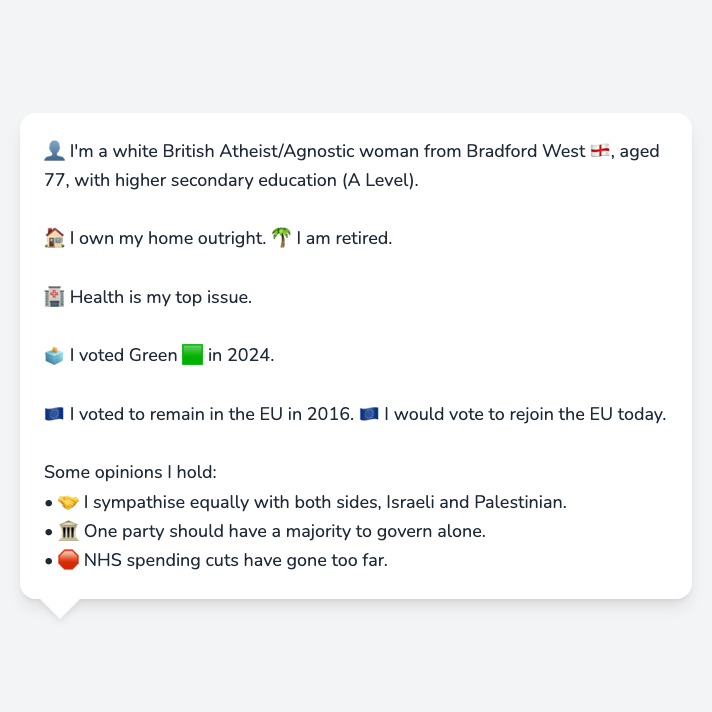 👤 I'm a white British Atheist/Agnostic woman from Bradford West 🏴󠁧󠁢󠁥󠁮󠁧󠁿, aged
77, with higher secondary education (A Level).
🏠 I own my home outright. 🌴 I am retired.
🏥 Health is my top issue.
🗳️ I voted Green 🟩 in 2024.
🇪🇺 I voted to remain in the EU in 2016. 🇪🇺 I would vote to rejoin the EU today.
Some opinions I hold:
• 🤝 I sympathise equally with both sides, Israeli and Palestinian.
• 🏛️ One party should have a majority to govern alone.
• 🛑 NHS spending cuts have gone too far.